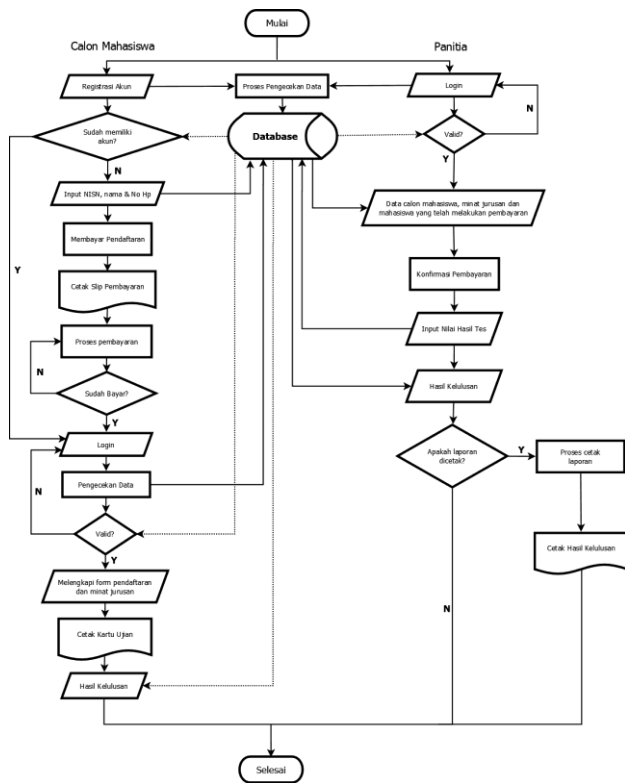 Mulai
Calon Mahasiswa
Panitia
Registrasi Akun
Proses Pengecekan Data
Login
N
Sudah memiliki
akun?
Database
Valid?
N
Y
Input NISN, nama & No Hp
Data calon mahasiswa, minat jurusan dan
mahasiswa yang telah melakukan pembayaran
Membayar Pendaftaran
Y
Konfirmasi Pembayaran
Cetak Slip Pembayaran
Input Nilai Hasil Tes
Proses pembayaran
N
Sudah Bayar?
Hasil Kelulusan
Y
Login
Apakah laporan
dicetak?
Y
Proses cetak
laporan
Pengecekan Data
N
Valid?
Y
Cetak Hasil Kelulusan
Melengkapi form pendaftaran
dan minat jurusan
N
Cetak Kartu Ujian
Hasil Kelulusan
Selesai